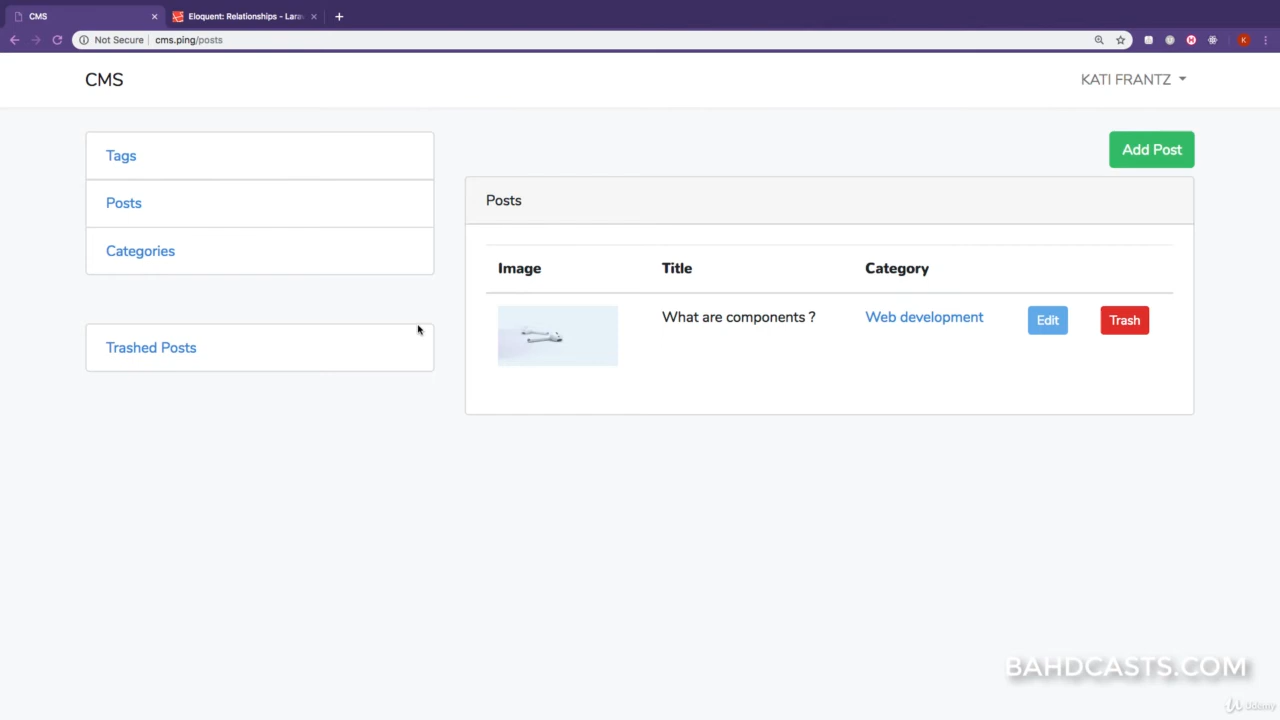 CMS
Eloquent: Relationships - Lara
Not Secure
cms.ping/posts
K
CMS
KATI FRANTZ
Tags
Posts
Categories
Trashed Posts
Add Post
Posts
Image Title Category
What are components ? Web development Edit Trash
BAHDCASTS.COM
Udemy